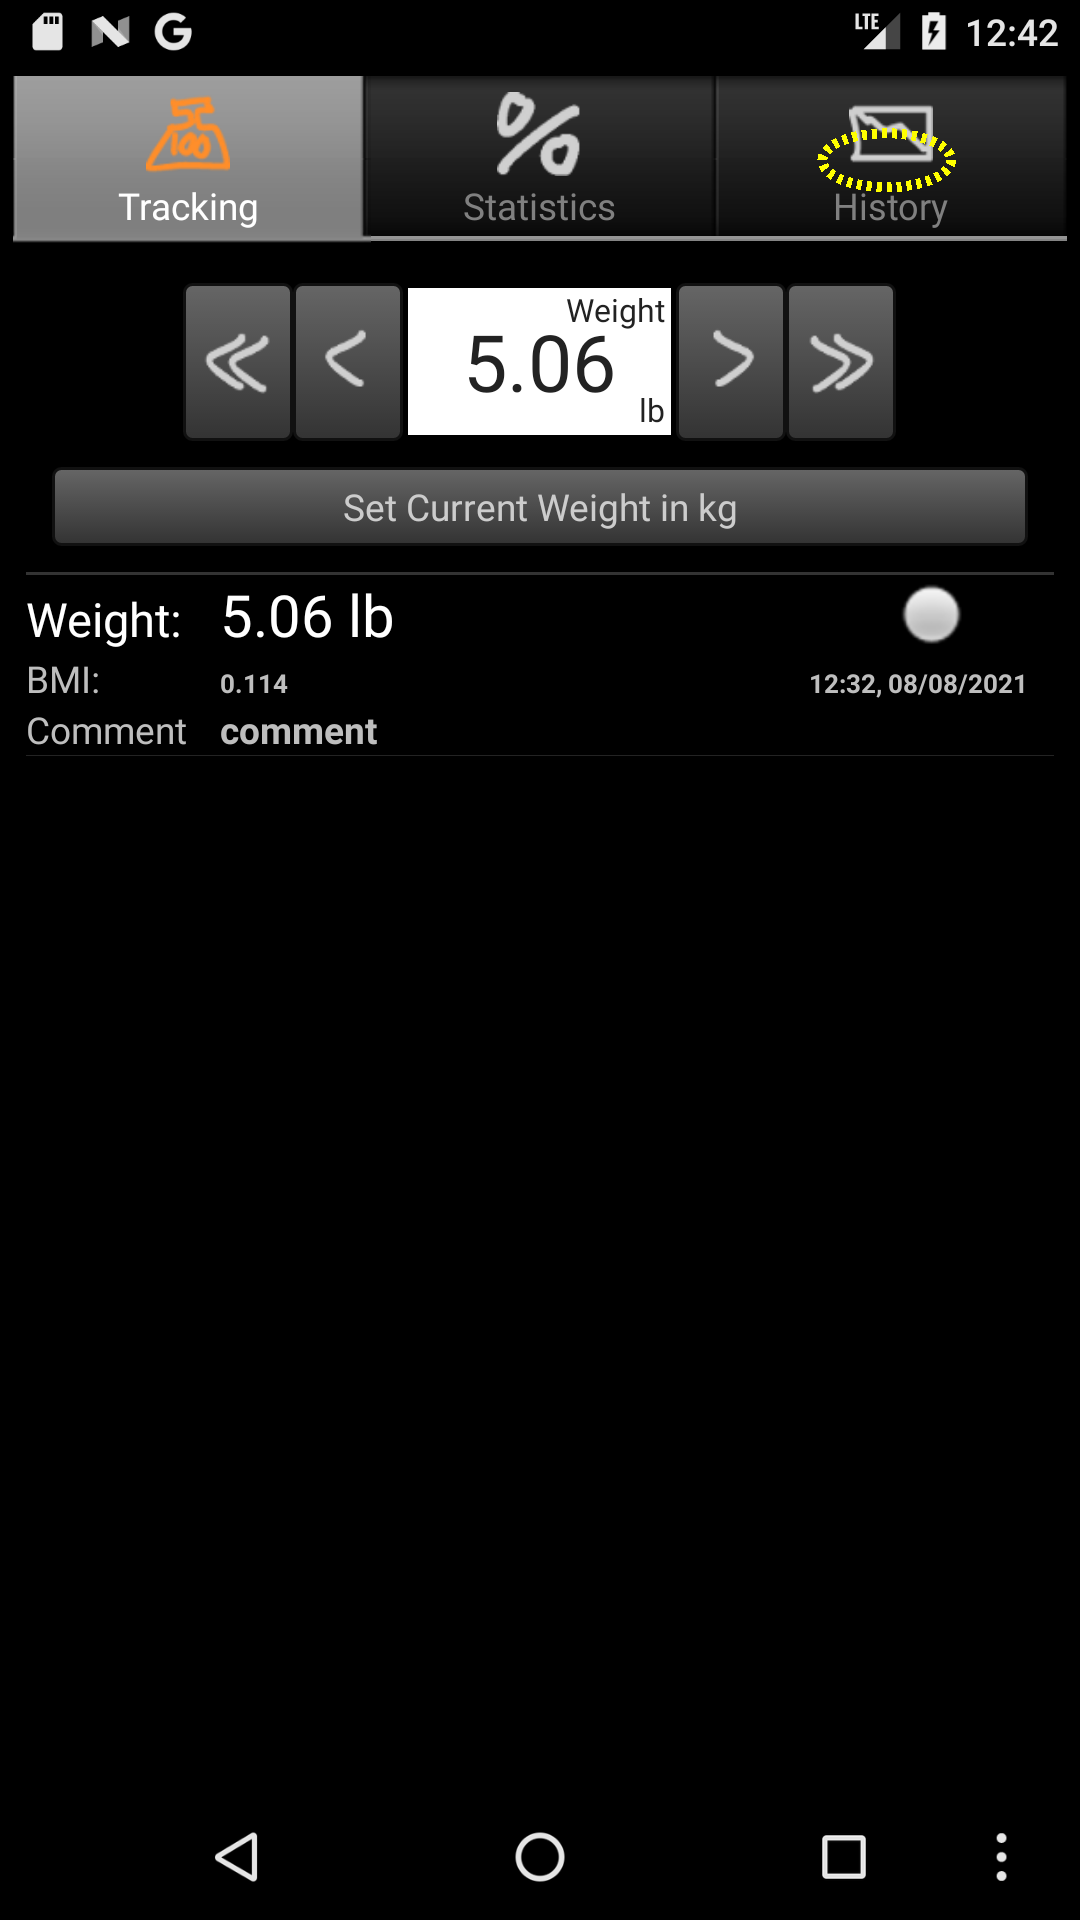 LTE 12:42
100
Tracking Statistics History
Weight
5.06
lb
Set Current Weight in kg
Weight: 5.06 lb
BMI: 0.114 12:32, 08/08/2021
Comment comment